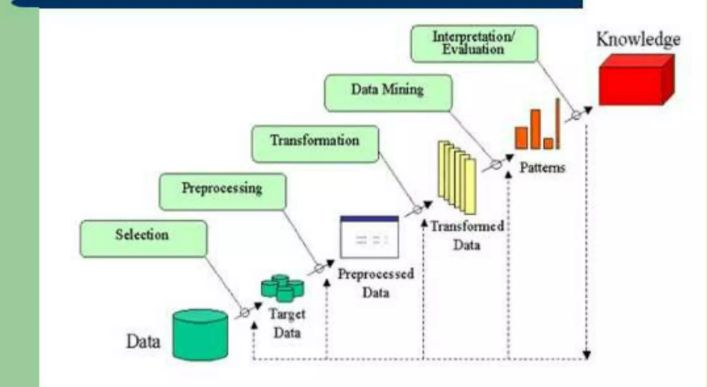 Interpretation/
Evaluation
Knowledge
Data Mining
Transformation
Patterns
Preprocessing
Transformed
Data
Selection
Preprocessed
Data
Target
Data
Data